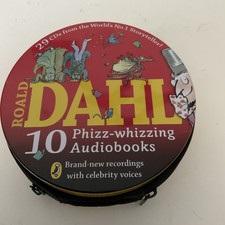 29 CDs from the World's No.1 Storyteller!
ROALD
DAHL
10 Phizz-whizzing
Audiobooks
Brand-new recordings
with celebrity voices